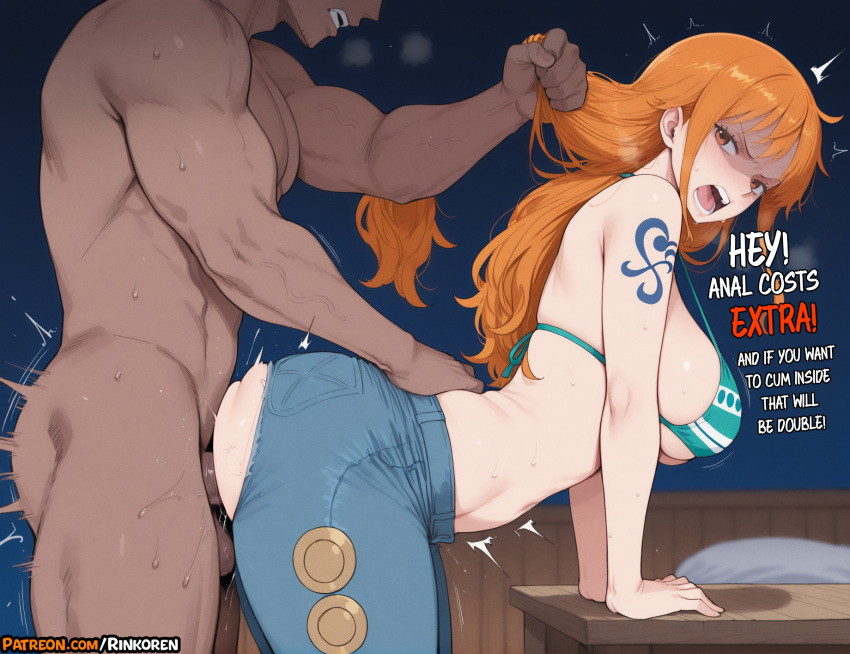 HEY!
ANAL COSTS
EXTRA!
AND IF YOU WANT
TO CUM INSIDE
THAT WILL
BE DOUBLE!
PATREON.COM/RINKOREN